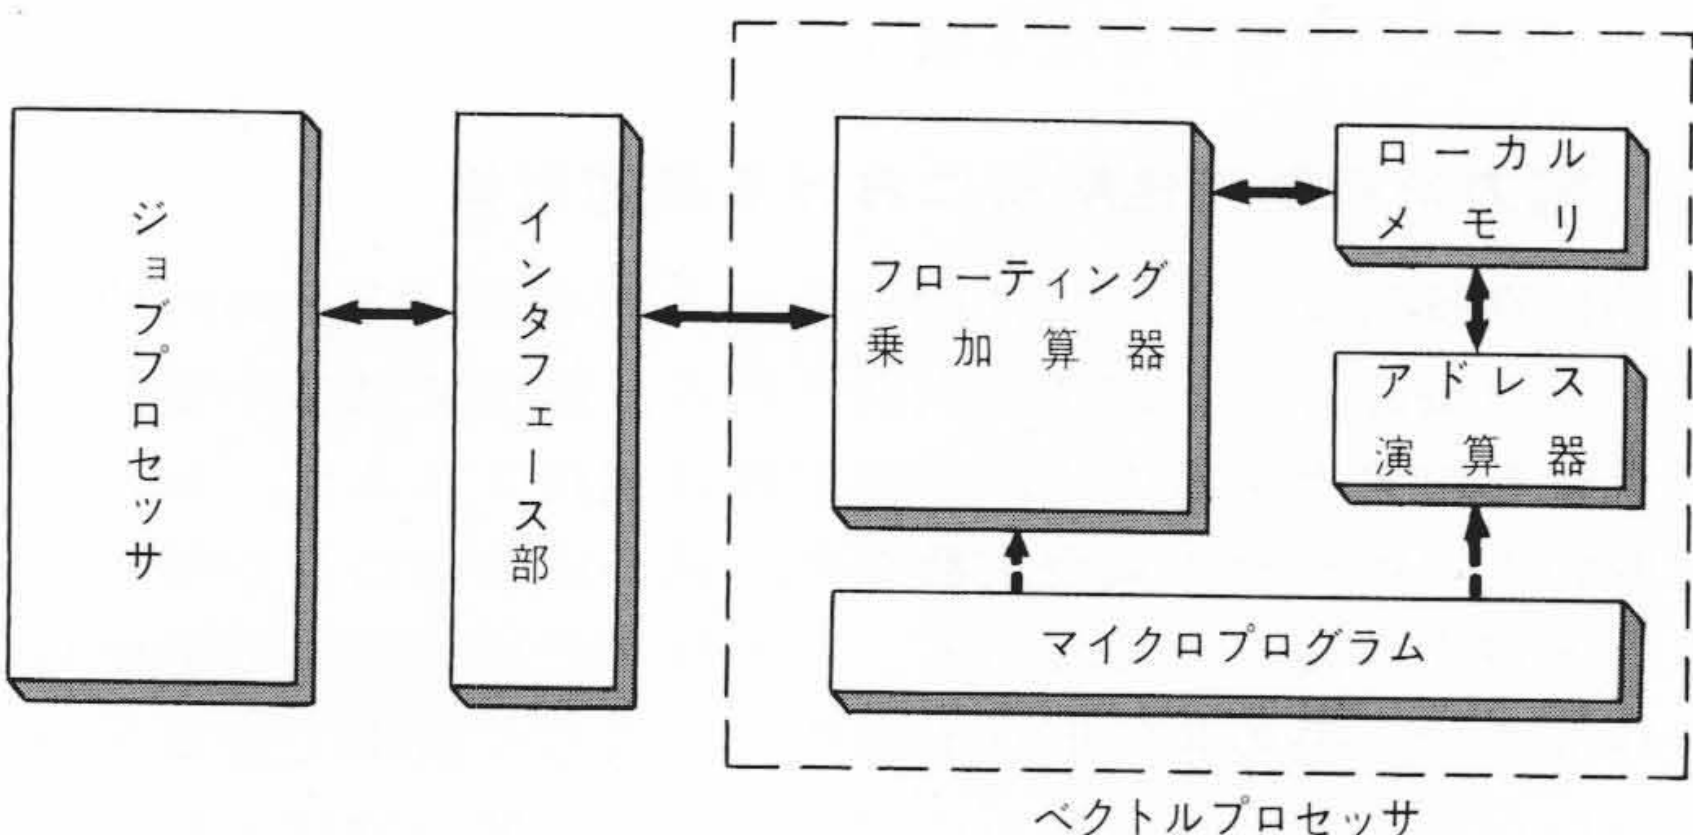 ジョブプロセッサ
インタフェース部
フローティング
乗加算器
ローカル
メモリ
アドレス
演算器
マイクロプログラム
ベクトルプロセッサ